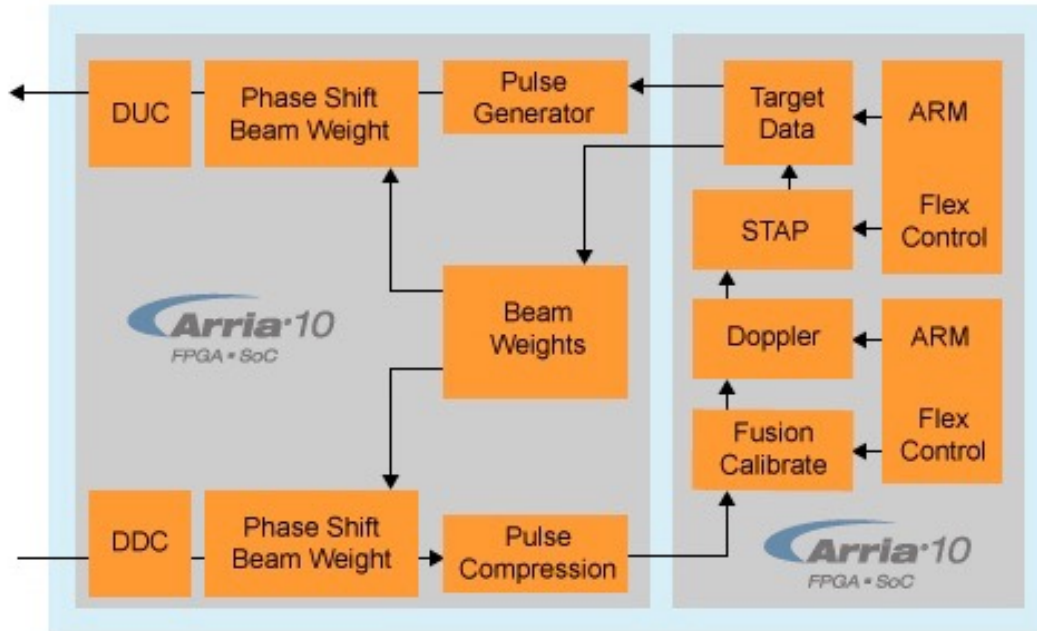 DUC
Phase Shift
Beam Weight
Pulse
Generator
Target
Data
ARM
Flex
Control
STAP
Beam
Weights
Arria·10
FPGA ▪ SoC
Doppler
ARM
Flex
Control
Fusion
Calibrate
DDC
Phase Shift
Beam Weight
Pulse
Compression
Arria·10
FPGA ▪ SoC